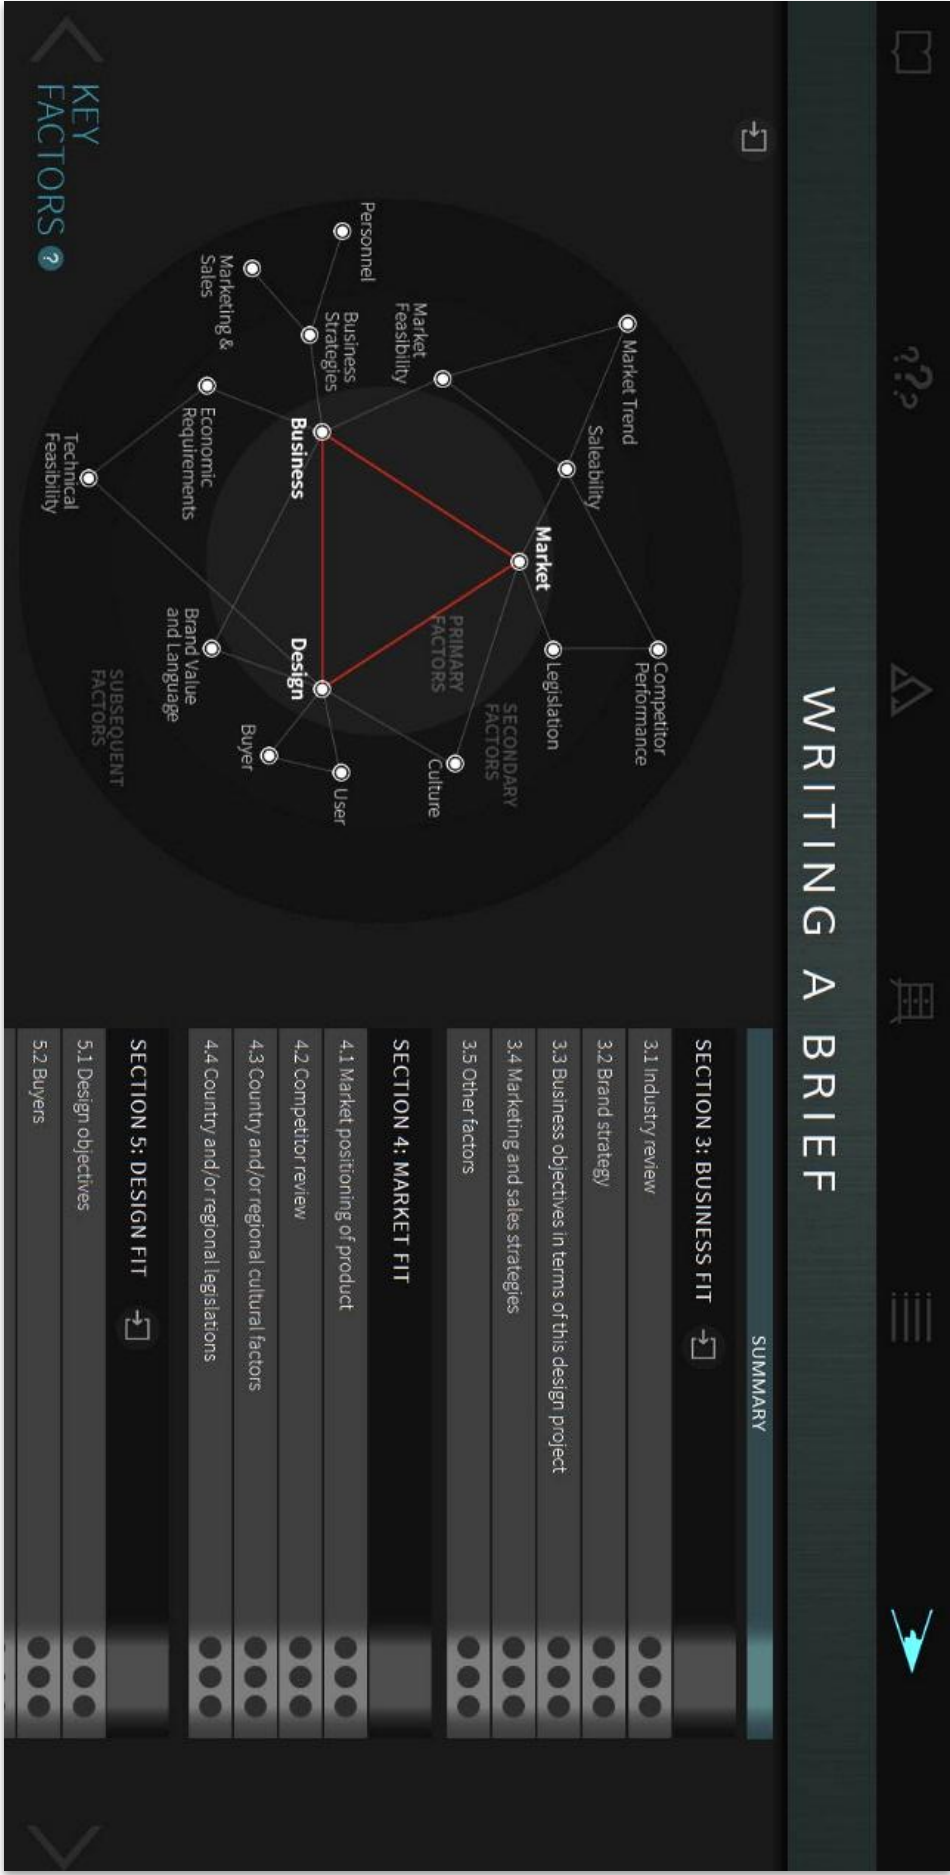 ???
WRITING A BRIEF
Market Trend
Saleability
Competitor
Performance
Market
Legislation
Market
Feasibility
PRIMARY
FACTORS
SECONDARY
FACTORS
Culture
Personnel
Business
Strategies
Business
Design
User
Marketing &
Sales
Economic
Requirements
Brand Value
and Language
Buyer
Technical
Feasibility
SUBSEQUENT
FACTORS
KEY
FACTORS ?
SUMMARY
SECTION 3: BUSINESS FIT
3.1 Industry review
3.2 Brand strategy
3.3 Business objectives in terms of this design project
3.4 Marketing and sales strategies
3.5 Other factors
SECTION 4: MARKET FIT
4.1 Market positioning of product
4.2 Competitor review
4.3 Country and/or regional cultural factors
4.4 Country and/or regional legislations
SECTION 5: DESIGN FIT
5.1 Design objectives
5.2 Buyers